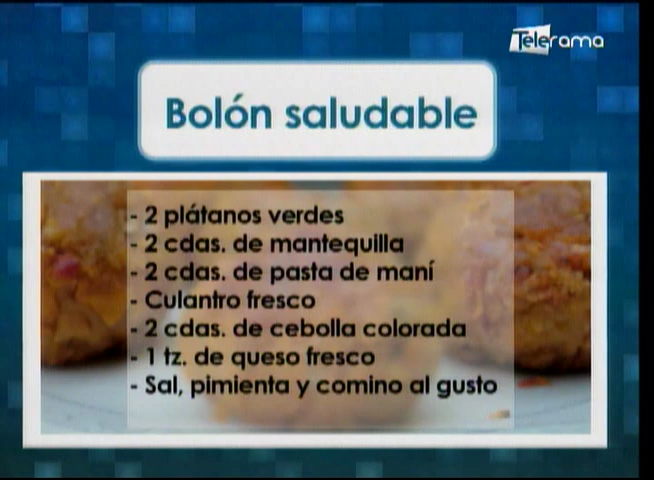 Telerama
Bolón saludable
- 2 plátanos verdes
- 2 cdas. de mantequilla
- 2 cdas. de pasta de maní
- Culantro fresco
- 2 cdas. de cebolla colorada
- 1 tz. de queso fresco
- Sal, pimienta y comino al gusto